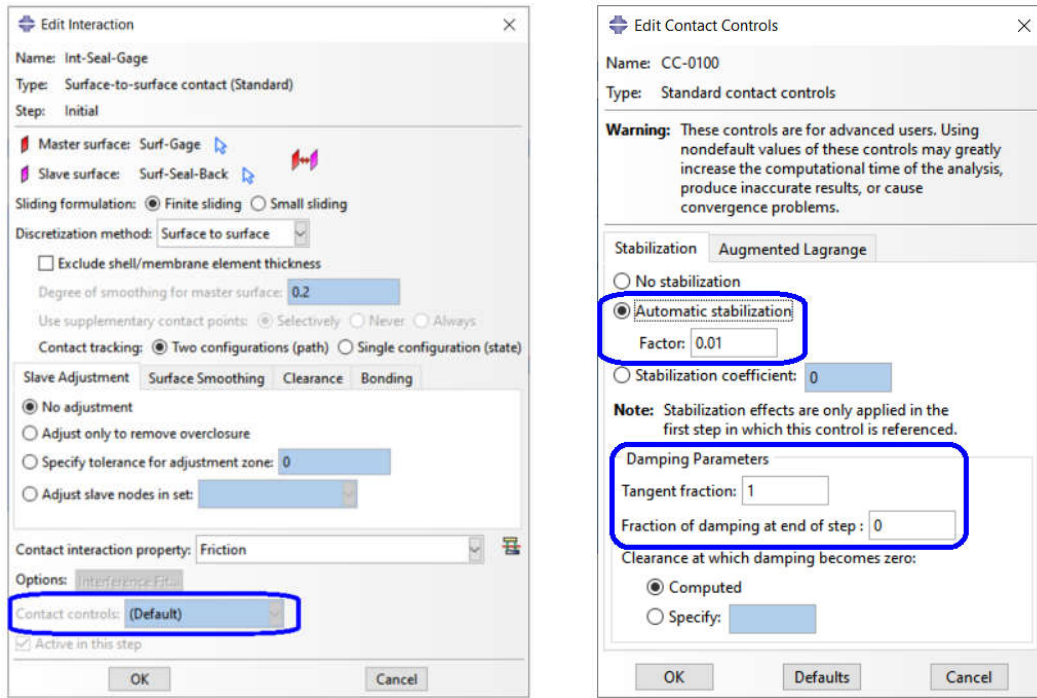 Edit Interaction
Name: Int-Seal-Gage
Type: Surface-to-surface contact (Standard)
Step: Initial
Master surface: Surf-Gage
Slave surface: Surf-Seal-Back
Sliding formulation: Finite sliding Small sliding
Discretization method: Surface to surface
Exclude shell/membrane element thickness
Degree of smoothing for master surface: 0.2
Use supplementary contact points: Selectively Never Always
Contact tracking: Two configurations (path) Single configuration (state)
Slave Adjustment Surface Smoothing Clearance Bonding
No adjustment
Adjust only to remove overclosure
Specify tolerance for adjustment zone: 0
Adjust slave nodes in set:
Contact interaction property: Friction
Options: Interference Fit...
Contact controls: (Default)
Active in this step
OK Cancel
Edit Contact Controls
Name: CC-0100
Type: Standard contact controls
Warning: These controls are for advanced users. Using
nondefault values of these controls may greatly
increase the computational time of the analysis,
produce inaccurate results, or cause
convergence problems.
Stabilization Augmented Lagrange
No stabilization
Automatic stabilization
Factor: 0.01
Stabilization coefficient: 0
Note: Stabilization effects are only applied in the
first step in which this control is referenced.
Damping Parameters
Tangent fraction: 1
Fraction of damping at end of step : 0
Clearance at which damping becomes zero:
Computed
Specify:
OK Defaults Cancel